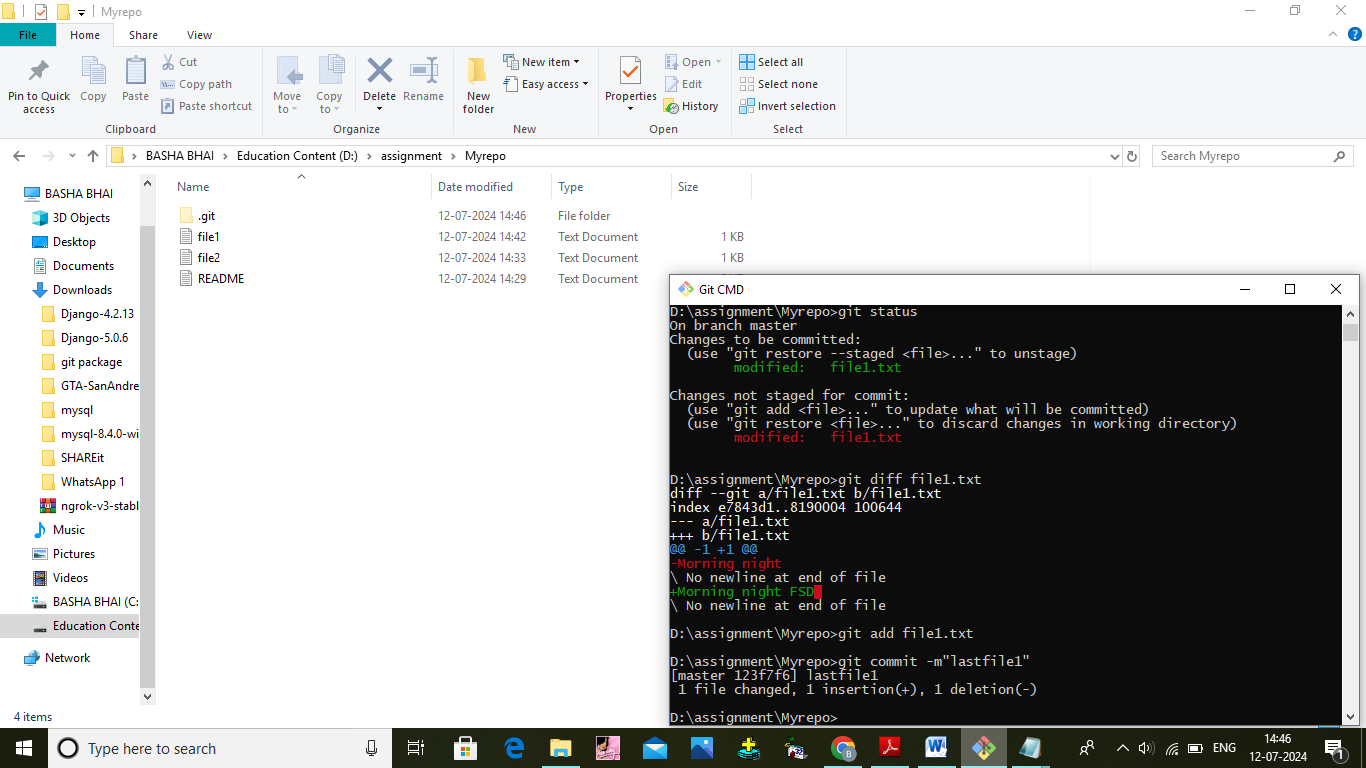 Myrepo
File Home Share View
Pin to Quick access
Copy
Paste
Cut
Copy path
Paste shortcut
Clipboard
Move to
Copy to
Delete
Rename
Organize
New folder
New item
Easy access
New
Properties
Open
Edit
History
Open
Select all
Select none
Invert selection
Select
BASHA BHAI > Education Content (D:) > assignment > Myrepo
Search Myrepo
Name Date modified Type Size
.git 12-07-2024 14:46 File folder
file1 12-07-2024 14:42 Text Document 1 KB
file2 12-07-2024 14:33 Text Document 1 KB
README 12-07-2024 14:29 Text Document
BASHA BHAI
3D Objects
Desktop
Documents
Downloads
Django-4.2.13
Django-5.0.6
git package
GTA-SanAndre
mysql
mysql-8.4.0-wi
SHAREit
WhatsApp 1
ngrok-v3-stabl
Music
Pictures
Videos
BASHA BHAI (C:
Education Conte
Network
4 items
Git CMD
D:\assignment\Myrepo>git status
On branch master
Changes to be committed:
(use "git restore --staged <file>..." to unstage)
modified: file1.txt
Changes not staged for commit:
(use "git add <file>..." to update what will be committed)
(use "git restore <file>..." to discard changes in working directory)
modified: file1.txt
D:\assignment\Myrepo>git diff file1.txt
diff --git a/file1.txt b/file1.txt
index e7843d1..8190004 100644
--- a/file1.txt
+++ b/file1.txt
@@ -1 +1 @@
-Morning night
\ No newline at end of file
+Morning night FSD
\ No newline at end of file
D:\assignment\Myrepo>git add file1.txt
D:\assignment\Myrepo>git commit -m"lastfile1"
[master 123f7f6] lastfile1
1 file changed, 1 insertion(+), 1 deletion(-)
D:\assignment\Myrepo>
Type here to search
ENG
14:46
12-07-2024
1